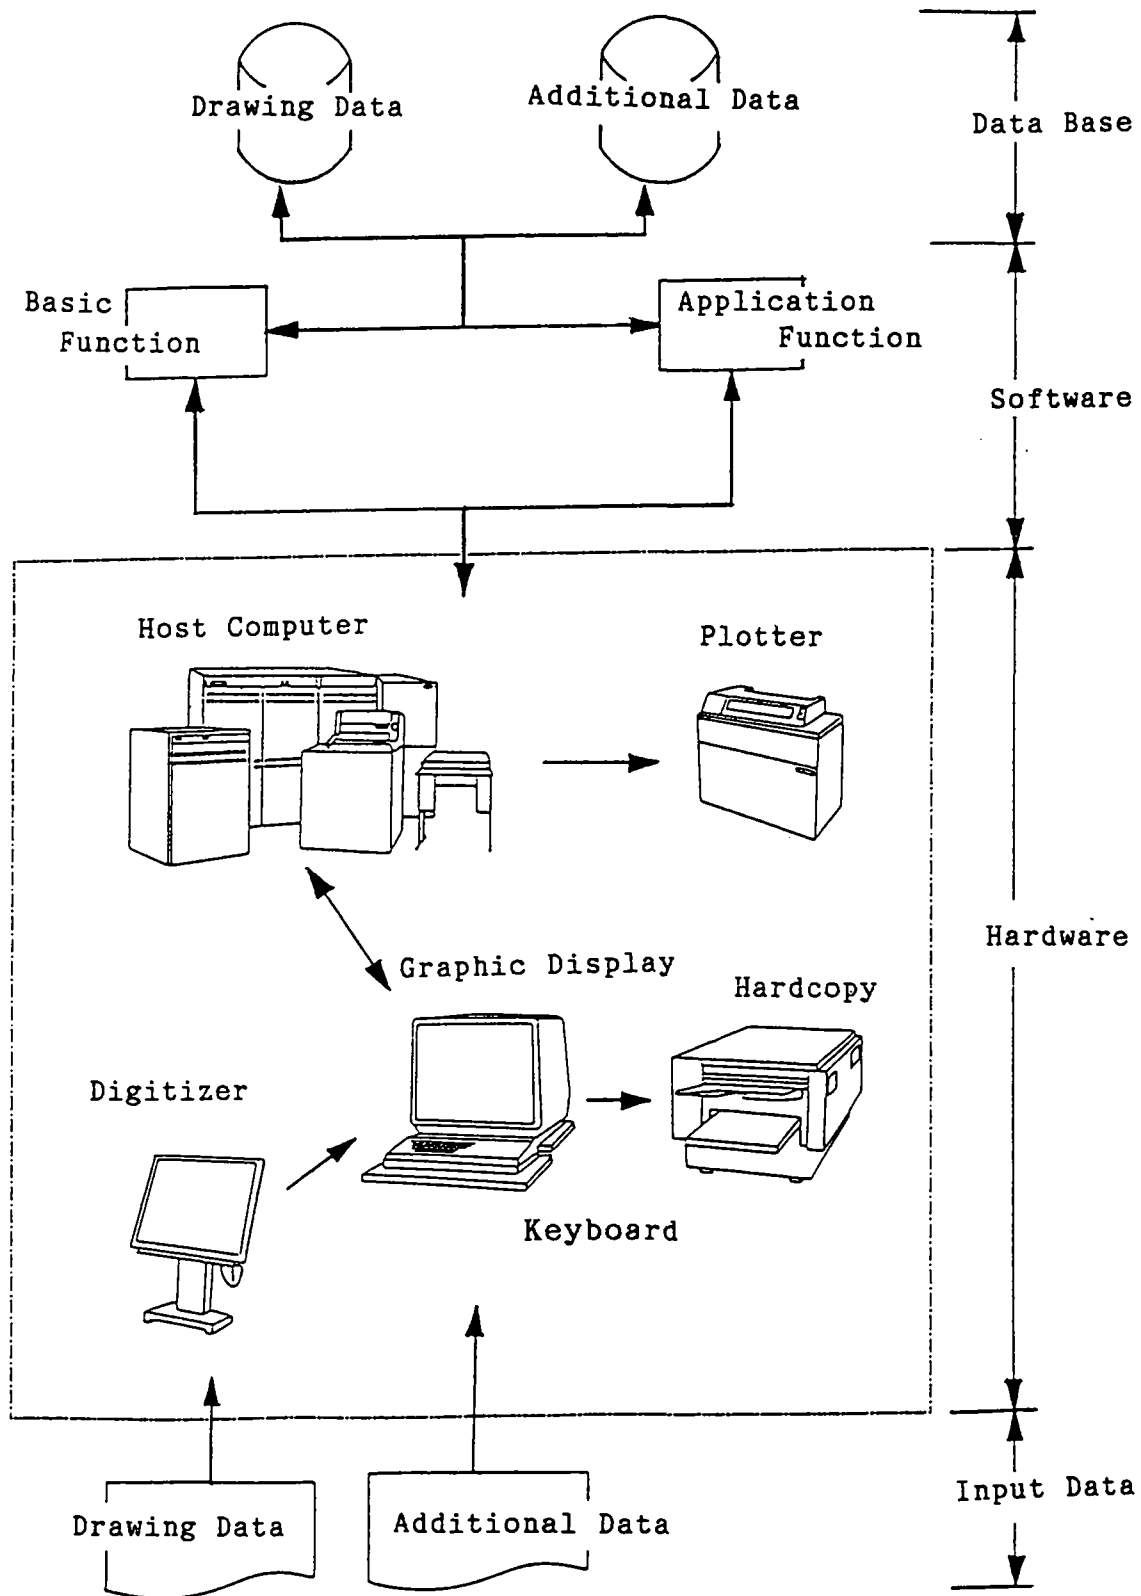 Drawing Data
Additional Data
Data Base
Basic
Function
Application
Function
Software
Host Computer
Plotter
Hardware
Graphic Display
Hardcopy
Digitizer
Keyboard
Input Data
Drawing Data
Additional Data